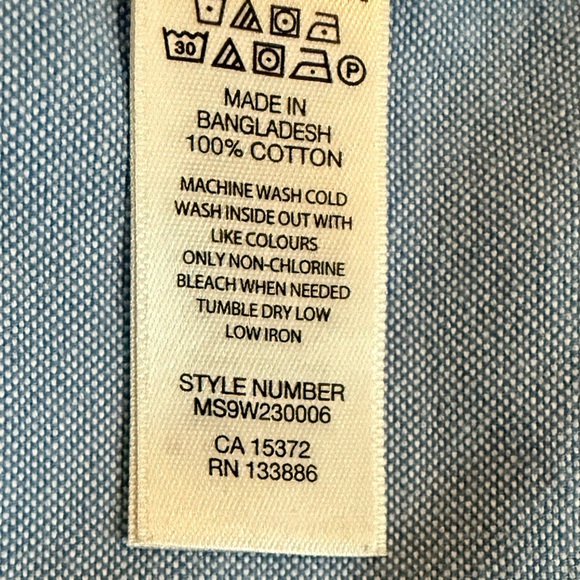 30 P
MADE IN
BANGLADESH
100% COTTON
MACHINE WASH COLD
WASH INSIDE OUT WITH
LIKE COLOURS
ONLY NON-CHLORINE
BLEACH WHEN NEEDED
TUMBLE DRY LOW
LOW IRON
STYLE NUMBER
MS9W230006
CA 15372
RN 133886